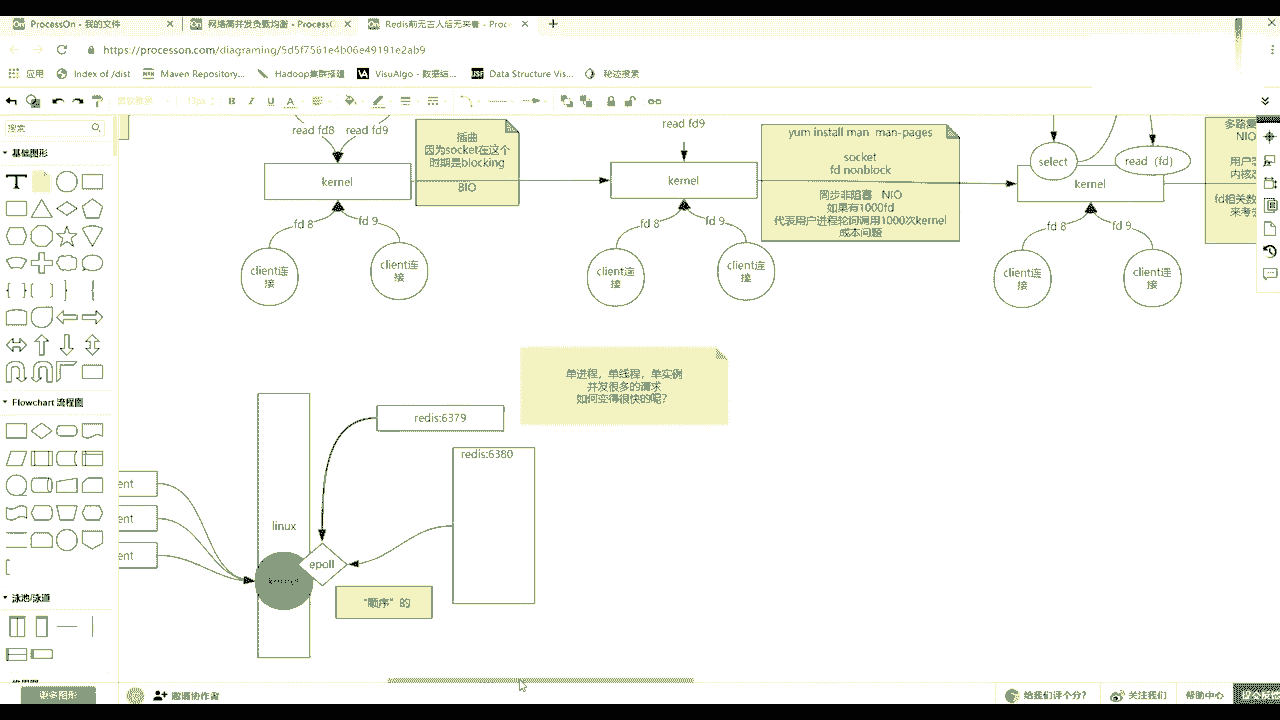 ProcessOn - 我的文件
网络高并发负载均衡 - ProcessO
Redis前无古人后无来者 - Proc
https://processon.com/diagraming/5d5f7561e4b06e49191e2ab9
应用
Index of /dist
Maven Repository...
Hadoop集群搭建
VisuAlgo - 数据结...
Data Structure Vis...
秘迹搜索
13px
B
I
U
A
搜索
基础图形
T
Flowchart 流程图
泳池/泳道
更多图形
read fd8
read fd9
kernel
fd 8
fd 9
client连
接
client连
接
插曲
因为socket在这个
时期是blocking
BIO
read fd9
kernel
fd 8
fd 9
client连
接
client连
接
yum install man man-pages
socket
fd nonblock
同步非阻塞 NIO
如果有1000fd
代表用户进程轮询调用1000次kernel
成本问题
select
read（fd）
kernel
fd 8
fd 9
client连
接
client连
接
多路复
NIO
用户
内核
fd相关数
来考
单进程，单线程，单实例
并发很多的请求
如何变得很快的呢？
redis:6379
redis:6380
ent
ent
ent
linux
kernel
epoll
“顺序”的
邀请协作者
给我们评个分？
关注我们
帮助中心